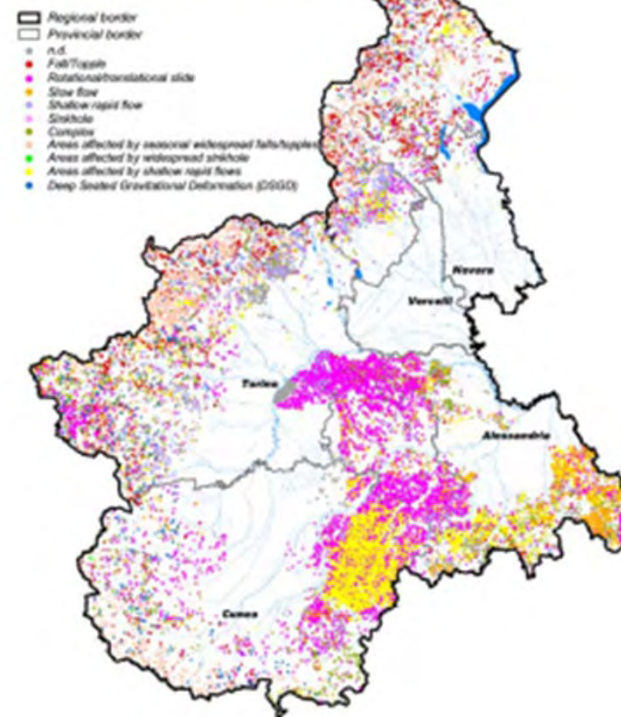 Regional border
Provincial border
n.d.
Fall/Topple
Rotational/translational slide
Slow flow
Shallow rapid flow
Sinkhole
Complex
Areas affected by seasonal widespread falls/topples
Areas affected by widespread sinkhole
Areas affected by shallow rapid flows
Deep Seated Gravitational Deformation (DSGD)
Novara
Vercelli
Torino
Alessandria
Cuneo